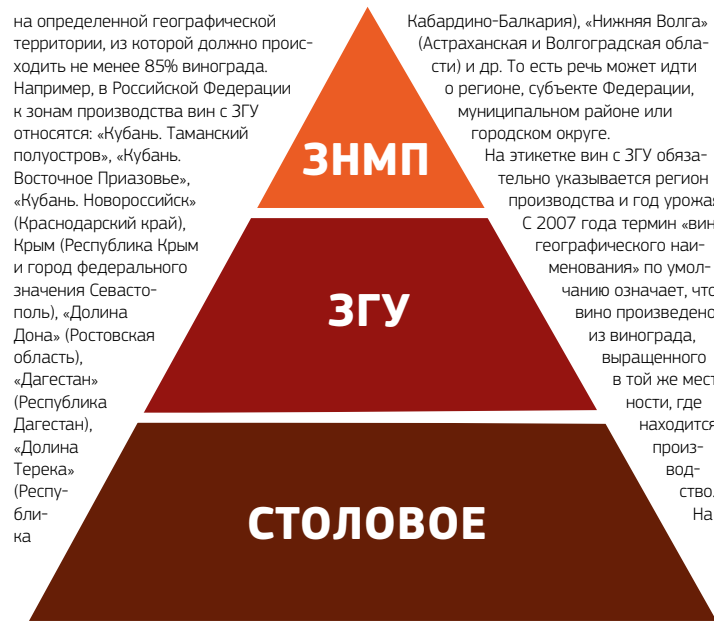 на определенной географической
территории, из которой должно проис-
ходить не менее 85% винограда.
Например, в Российской Федерации
к зонам производства вин с ЗГУ
относятся: «Кубань. Таманский
полуостров», «Кубань.
Восточное Приазовье»,
«Кубань. Новороссийск»
(Краснодарский край),
Крым (Республика Крым
и город федерального
значения Севасто-
поль), «Долина
Дона» (Ростовская
область),
«Дагестан»
(Республика
Дагестан),
«Долина
Терека»
(Респу-
бли-
ка
Кабардино-Балкария), «Нижняя Волга»
(Астраханская и Волгоградская обла-
сти) и др. То есть речь может идти
о регионе, субъекте Федерации,
муниципальном районе или
городском округе.
На этикетке вин с ЗГУ обяза-
тельно указывается регион
производства и год урожая
С 2007 года термин «вин
географического наи-
менования» по умол-
чанию означает, что
вино произведено
из винограда,
выращенного
в той же мест
ности, где
находится
произ-
вод-
ство.
На
ЗНМП
ЗГУ
СТОЛОВОЕ